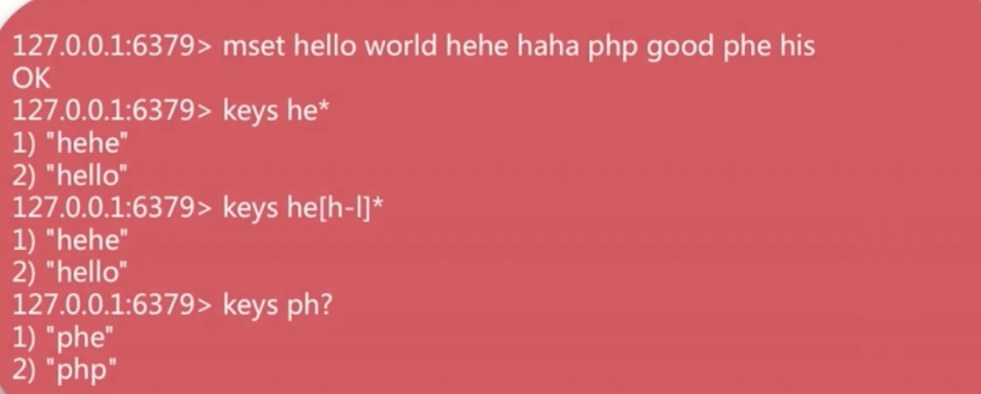 127.0.0.1:6379> mset hello world hehe haha php good phe his
OK
127.0.0.1:6379> keys he*
1) "hehe"
2) "hello"
127.0.0.1:6379> keys he[h-l]*
1) "hehe"
2) "hello"
127.0.0.1:6379> keys ph?
1) "phe"
2) "php"